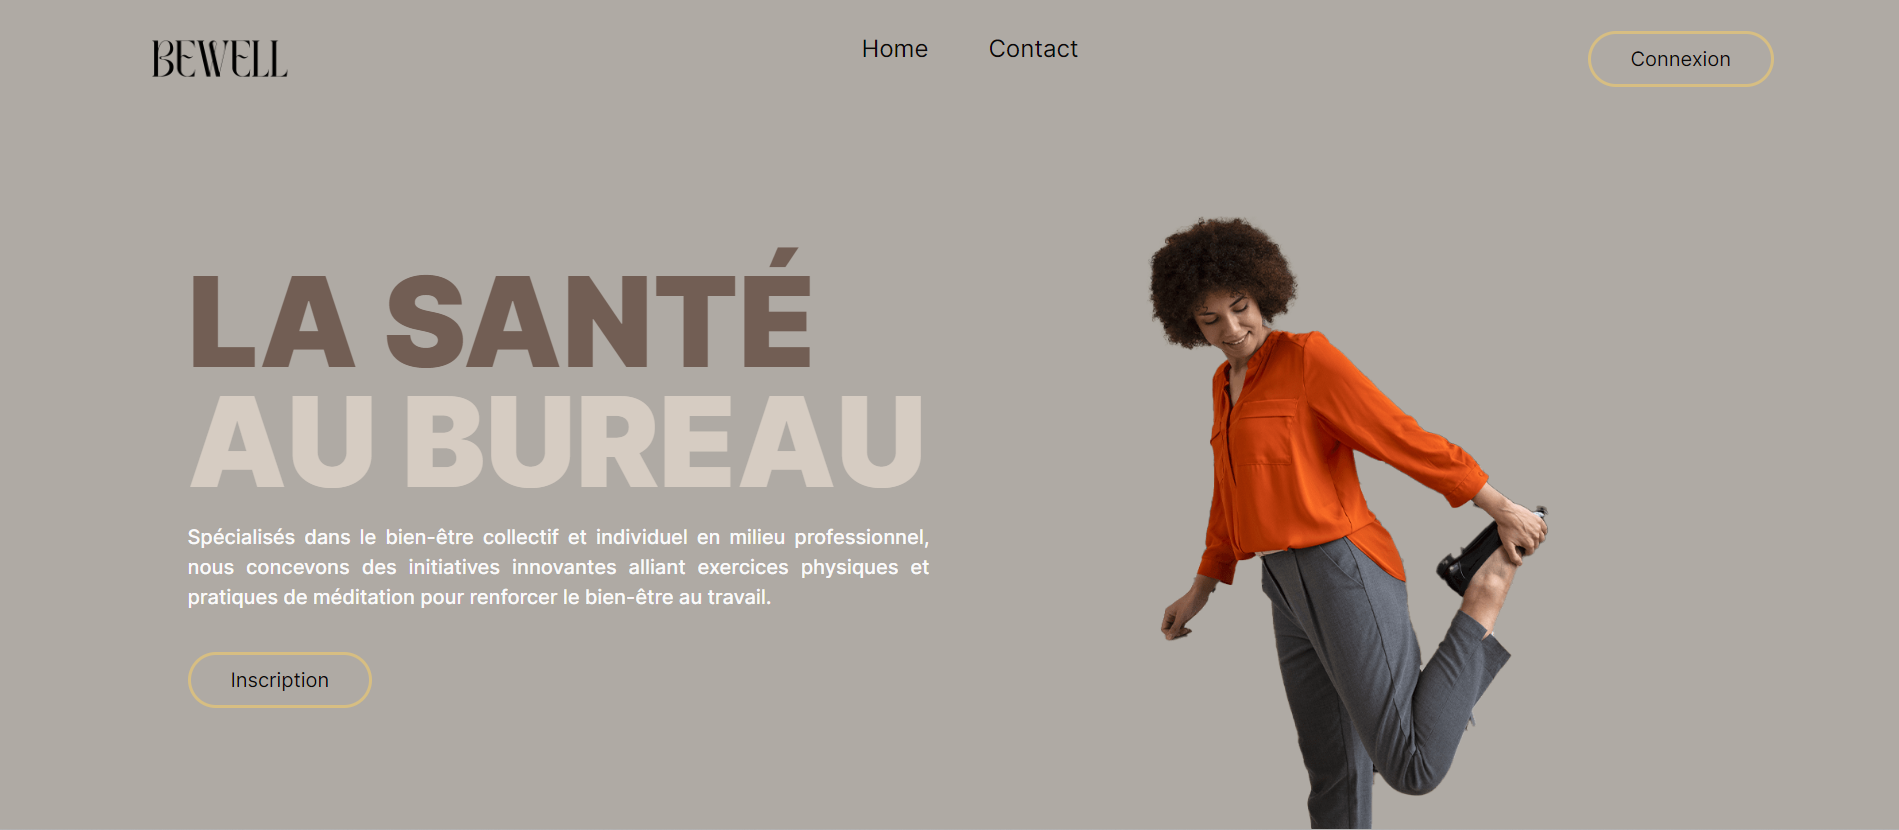 BEWELL
Home
Contact
Connexion
LA SANTÉ
AU BUREAU
Spécialisés dans le bien-être collectif et individuel en milieu professionnel,
nous concevons des initiatives innovantes alliant exercices physiques et
pratiques de méditation pour renforcer le bien-être au travail.
Inscription